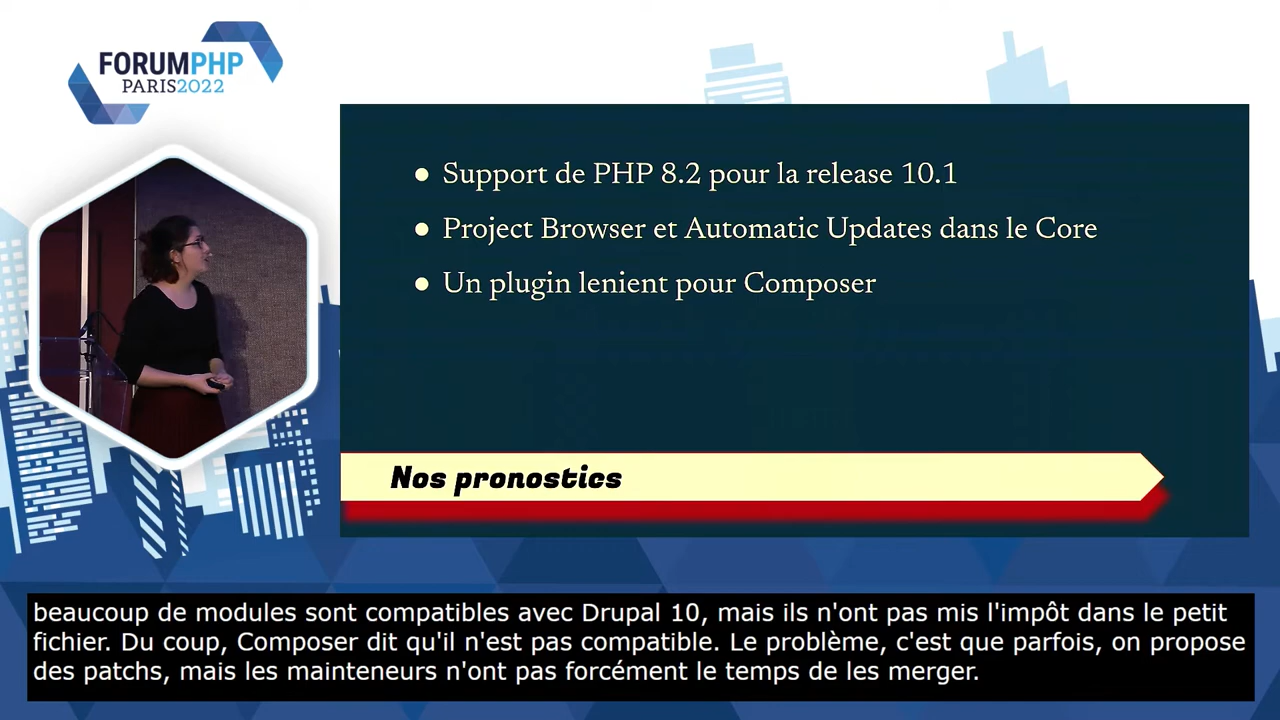 FORUMPHP
PARIS2022
● Support de PHP 8.2 pour la release 10.1
● Project Browser et Automatic Updates dans le Core
● Un plugin lenient pour Composer
Nos pronostics
beaucoup de modules sont compatibles avec Drupal 10, mais ils n'ont pas mis l'impôt dans le petit
fichier. Du coup, Composer dit qu'il n'est pas compatible. Le problème, c'est que parfois, on propose
des patchs, mais les mainteneurs n'ont pas forcément le temps de les merger.